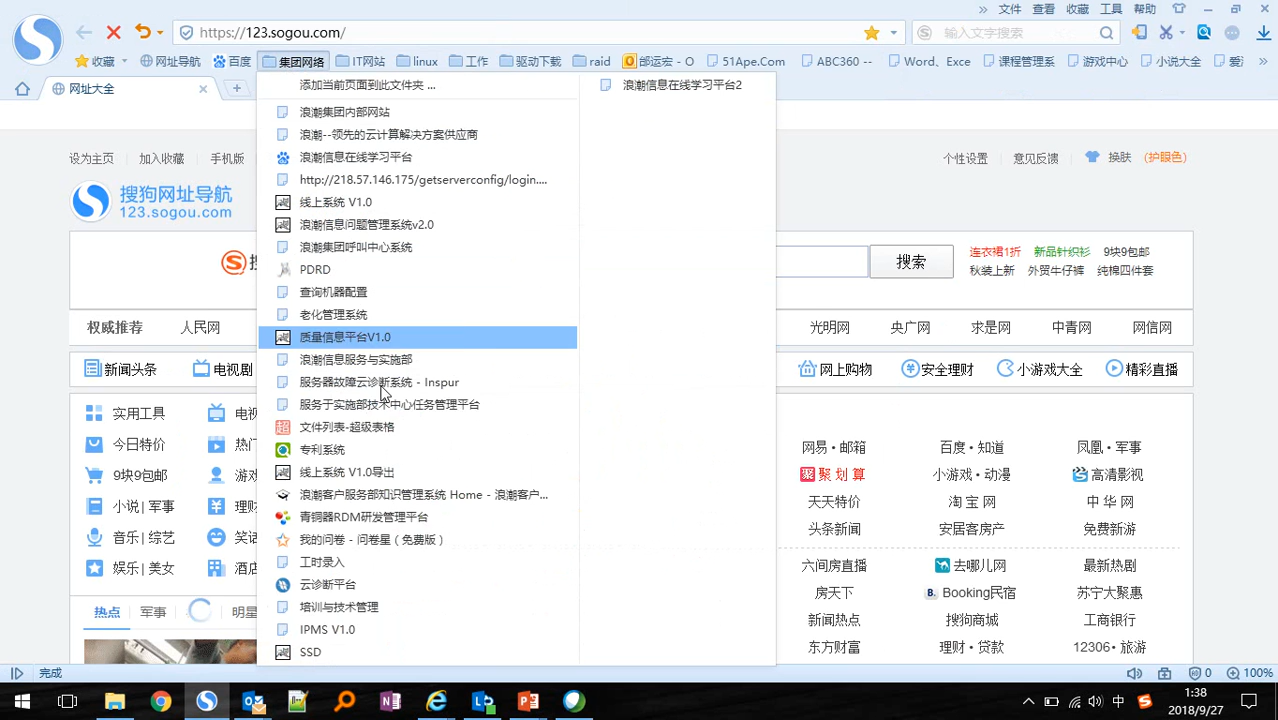 » 文件 查看 收藏 工具 帮助
https://123.sogou.com/
输入文字搜索
收藏 网址导航 百度 集团网络 IT网站 linux 工作 驱动下载 raid 部运宏 - O 51Ape.Com ABC360 -- Word、Exce 课程管理系 游戏中心 小说大全 »
网址大全
添加当前页面到此文件夹 ...
浪潮集团内部网站
浪潮--领先的云计算解决方案供应商
浪潮信息在线学习平台
http://218.57.146.175/getserverconfig/login....
线上系统 V1.0
浪潮信息问题管理系统v2.0
浪潮集团呼叫中心系统
PDRD
查询机器配置
老化管理系统
质量信息平台V1.0
浪潮信息服务与实施部
服务器故障云诊断系统 - Inspur
服务于实施部技术中心任务管理平台
文件列表-超级表格
专利系统
线上系统 V1.0导出
浪潮客户服务部知识管理系统 Home - 浪潮客户...
青铜器RDM研发管理平台
我的问卷 - 问卷星（免费版）
工时录入
云诊断平台
培训与技术管理
IPMS V1.0
SSD
浪潮信息在线学习平台2
设为主页 加入收藏 手机版
个性设置 意见反馈 换肤 (护眼色)
搜狗网址导航
123.sogou.com
搜索
连衣裙1折 新品针织衫 9块9包邮
秋装上新 外贸牛仔裤 纯棉四件套
权威推荐 人民网
光明网 央广网 求是网 中青网 网信网
新闻头条 电视剧
网上购物 安全理财 小游戏大全 精彩直播
实用工具
今日特价
9块9包邮
小说 | 军事
音乐 | 综艺
娱乐 | 美女
网易 • 邮箱 百度 • 知道 凤凰 • 军事
聚划算 小游戏 • 动漫 高清影视
天天特价 淘宝网 中华网
头条新闻 安居客房产 免费新游
六间房直播 去哪儿网 最新热剧
房天下 B. Booking民宿 苏宁大聚惠
新闻热点 搜狗商城 工商银行
东方财富 理财 • 贷款 12306 • 旅游
热点 军事 明星
完成
0 100%
中
1:38
2018/9/27